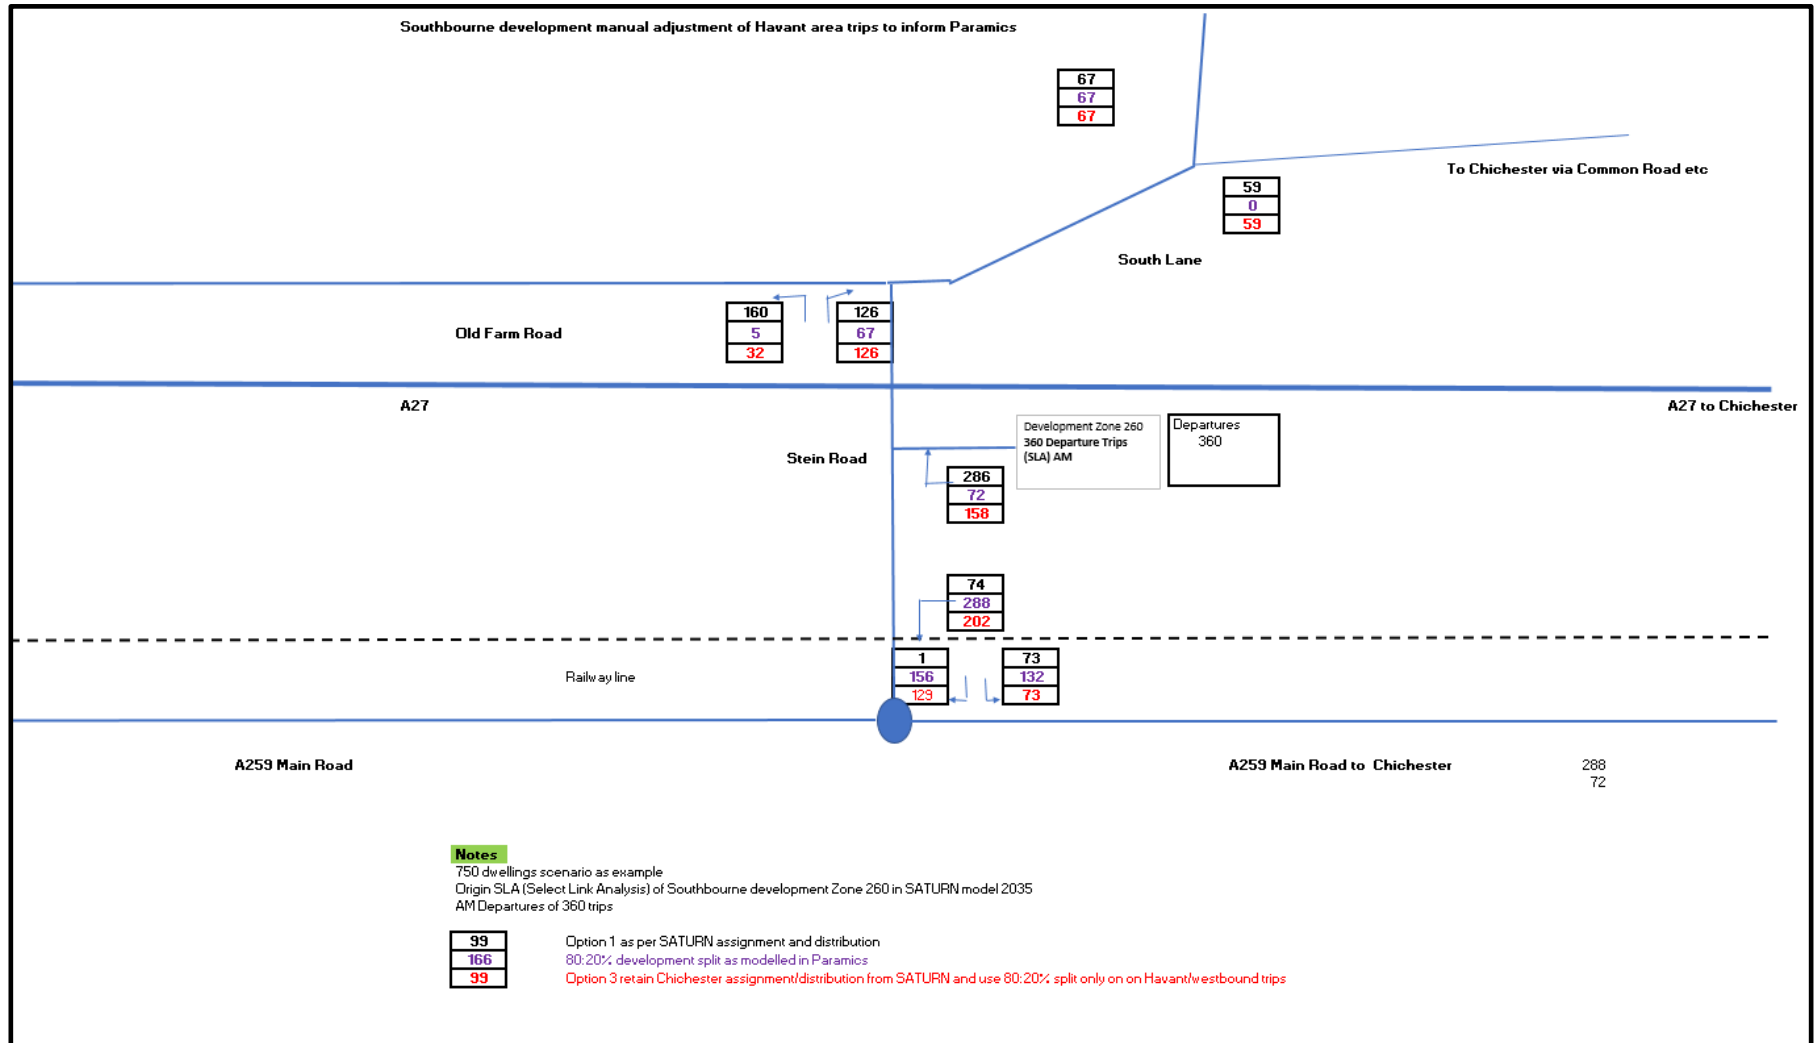 Southbourne development manual adjustment of Havant area trips to inform Paramics
67
67
67
To Chichester via Common Road etc
59
0
59
South Lane
160
5
32
126
67
126
Old Farm Road
A27
A27 to Chichester
Development Zone 260
360 Departure Trips
(SLA) AM
Departures
360
Stein Road
286
72
158
74
288
202
1
156
129
73
132
73
Railway line
A259 Main Road
A259 Main Road to Chichester
288
72
Notes
750 dwellings scenario as example
Origin SLA (Select Link Analysis) of Southbourne development Zone 260 in SATURN model 2035
AM Departures of 360 trips
99
Option 1 as per SATURN assignment and distribution
166
80:20% development split as modelled in Paramics
99
Option 3 retain Chichester assignment/distribution from SATURN and use 80:20% split only on on Havant/westbound trips